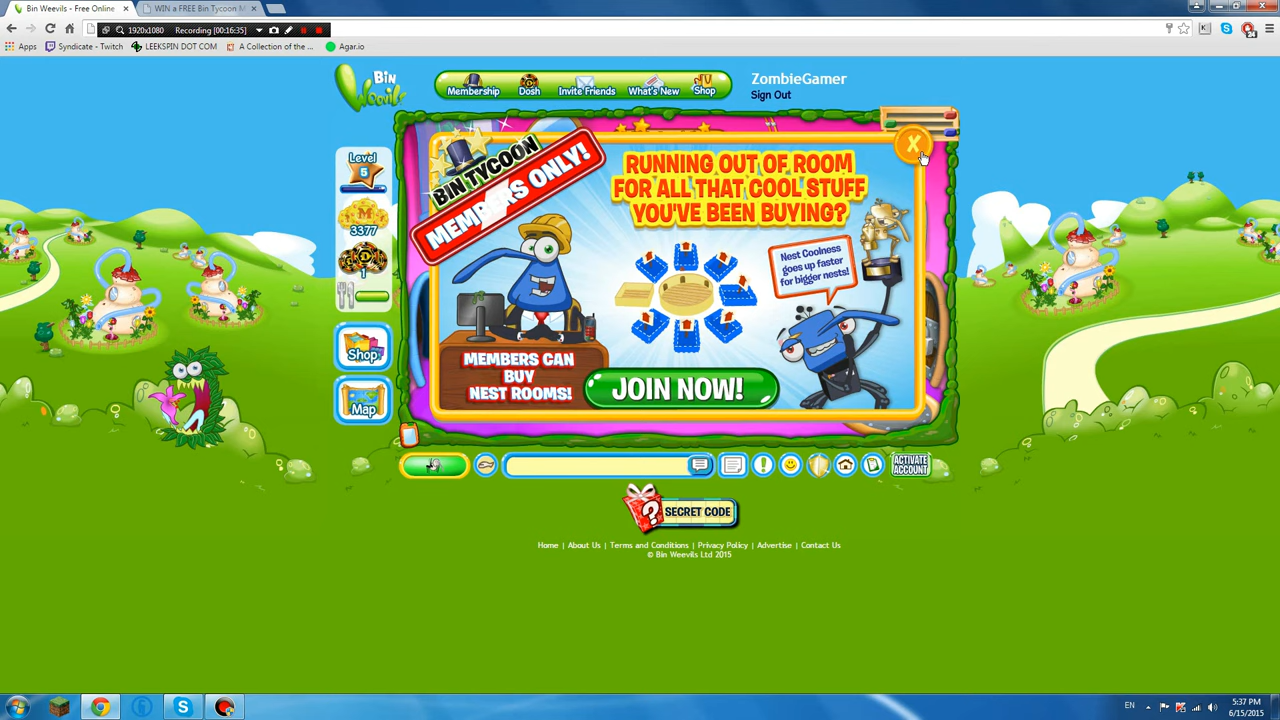 Bin Weevils - Free Online
WIN a FREE Bin Tycoon M
1920x1080
Recording [00:16:35]
Apps
Syndicate - Twitch
LEEKSPIN DOT COM
A Collection of the ...
Agar.io
Bin Weevils
Membership
Dosh
Invite Friends
What's New
Shop
ZombieGamer
Sign Out
Level
5
M
3377
D
1
Shop
Map
BIN TYCOON
MEMBERS ONLY!
RUNNING OUT OF ROOM
FOR ALL THAT COOL STUFF
YOU'VE BEEN BUYING?
X
Nest Coolness
goes up faster
for bigger nests!
MEMBERS CAN
BUY
NEST ROOMS!
JOIN NOW!
ACTIVATE
ACCOUNT
?
SECRET CODE
Home | About Us | Terms and Conditions | Privacy Policy | Advertise | Contact Us
© Bin Weevils Ltd 2015
EN
5:37 PM
6/15/2015